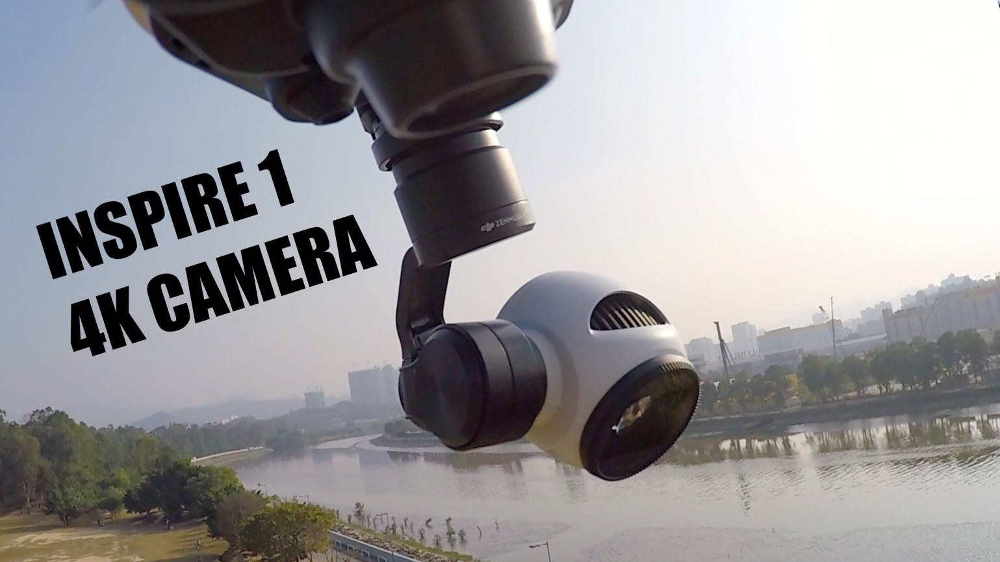 INSPIRE 1
4K CAMERA
dji ZENMUSE